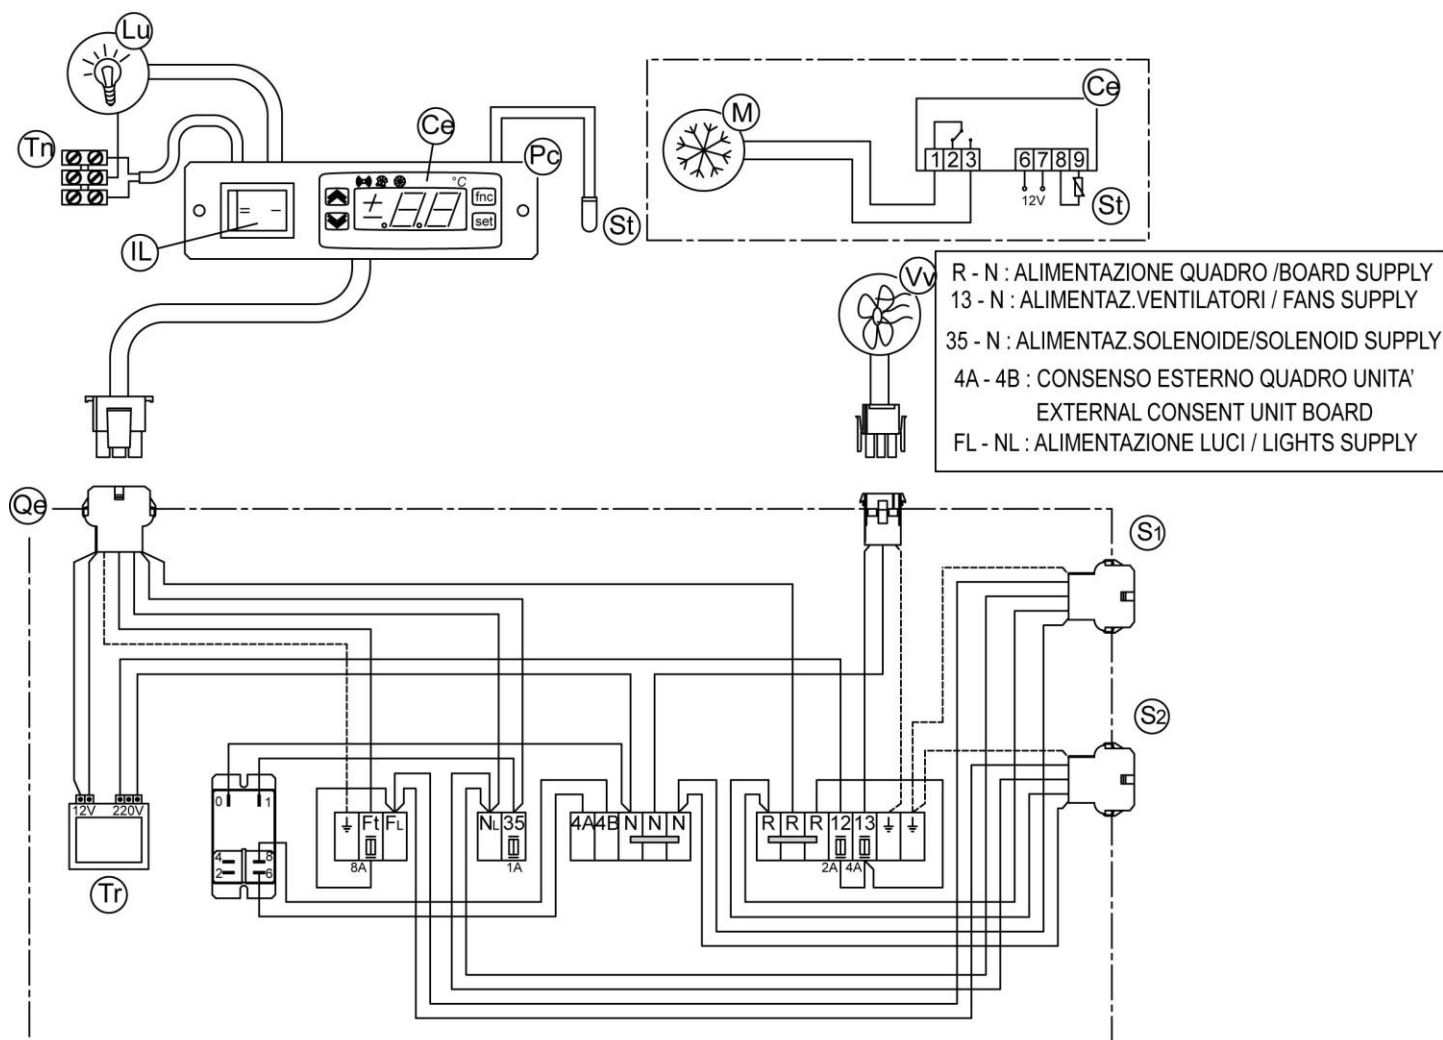 Lu
Tn
Ce
Pc
°C
fnc
set
IL
St
M
Ce
1 2 3
6 7 8 9
12V
St
Vv
R - N : ALIMENTAZIONE QUADRO /BOARD SUPPLY
13 - N : ALIMENTAZ.VENTILATORI / FANS SUPPLY
35 - N : ALIMENTAZ.SOLENOIDE/SOLENOID SUPPLY
4A - 4B : CONSENSO ESTERNO QUADRO UNITA'
EXTERNAL CONSENT UNIT BOARD
FL - NL : ALIMENTAZIONE LUCI / LIGHTS SUPPLY
Qe
S1
S2
12V 220V
Tr
0 1
4 8
2 6
Ft FL
8A
NL 35
1A
4A 4B N N N
R R R 12 13
2A 4A